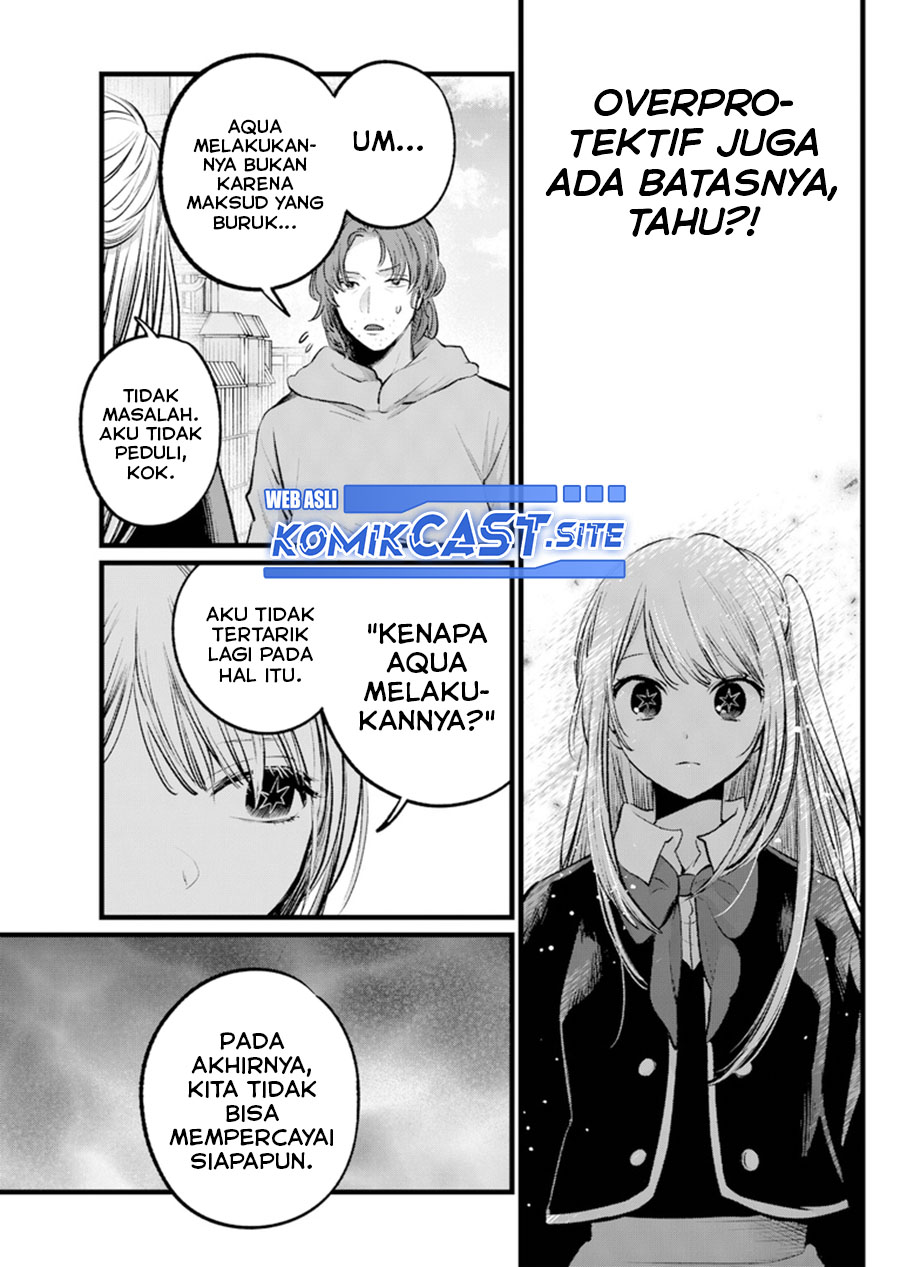 OVERPRO-
TEKTIF JUGA
ADA BATASNYA,
TAHU?!
UM...
AQUA
MELAKUKAN-
NYA BUKAN
KARENA
MAKSUD YANG
BURUK...
TIDAK
MASALAH.
AKU TIDAK
PEDULI,
KOK.
WEB ASLI
KOMIKCAST.SITE
"KENAPA
AQUA
MELAKU-
KANNYA?"
AKU TIDAK
TERTARIK
LAGI PADA
HAL ITU.
PADA
AKHIRNYA,
KITA TIDAK
BISA
MEMPERCAYAI
SIAPAPUN.